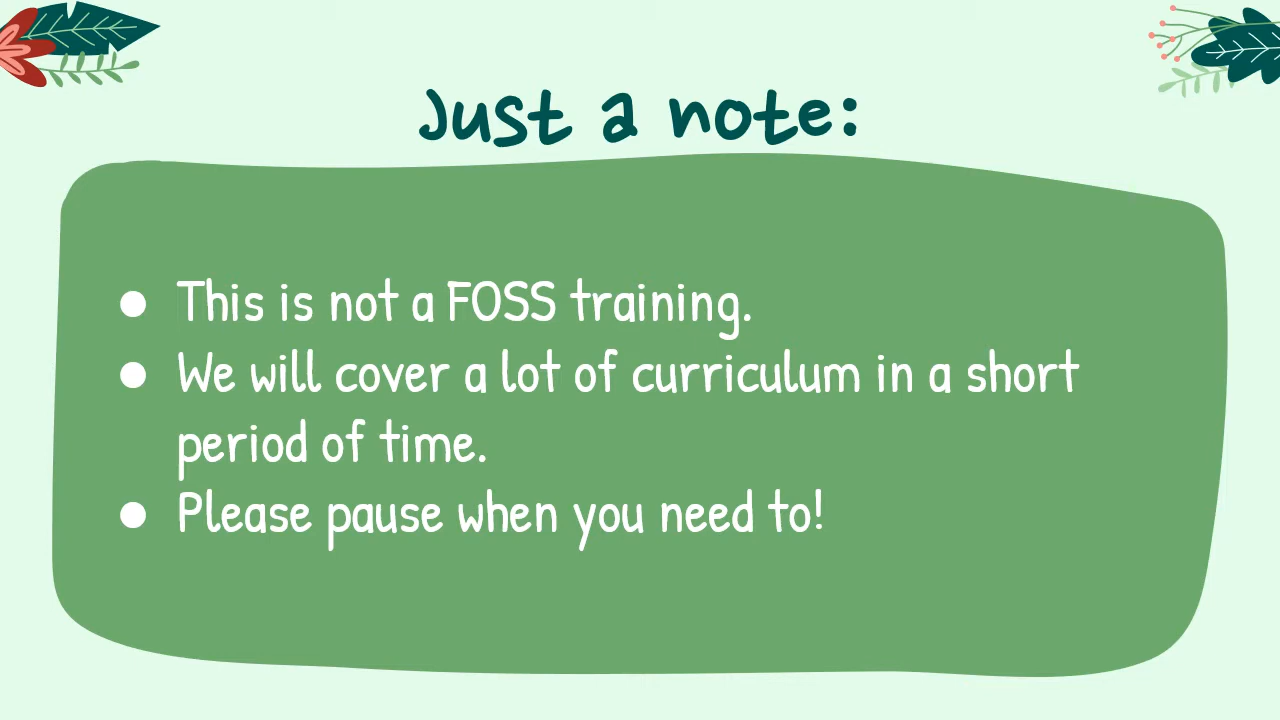 Just a note:
● This is not a FOSS training.
● We will cover a lot of curriculum in a short
period of time.
● Please pause when you need to!